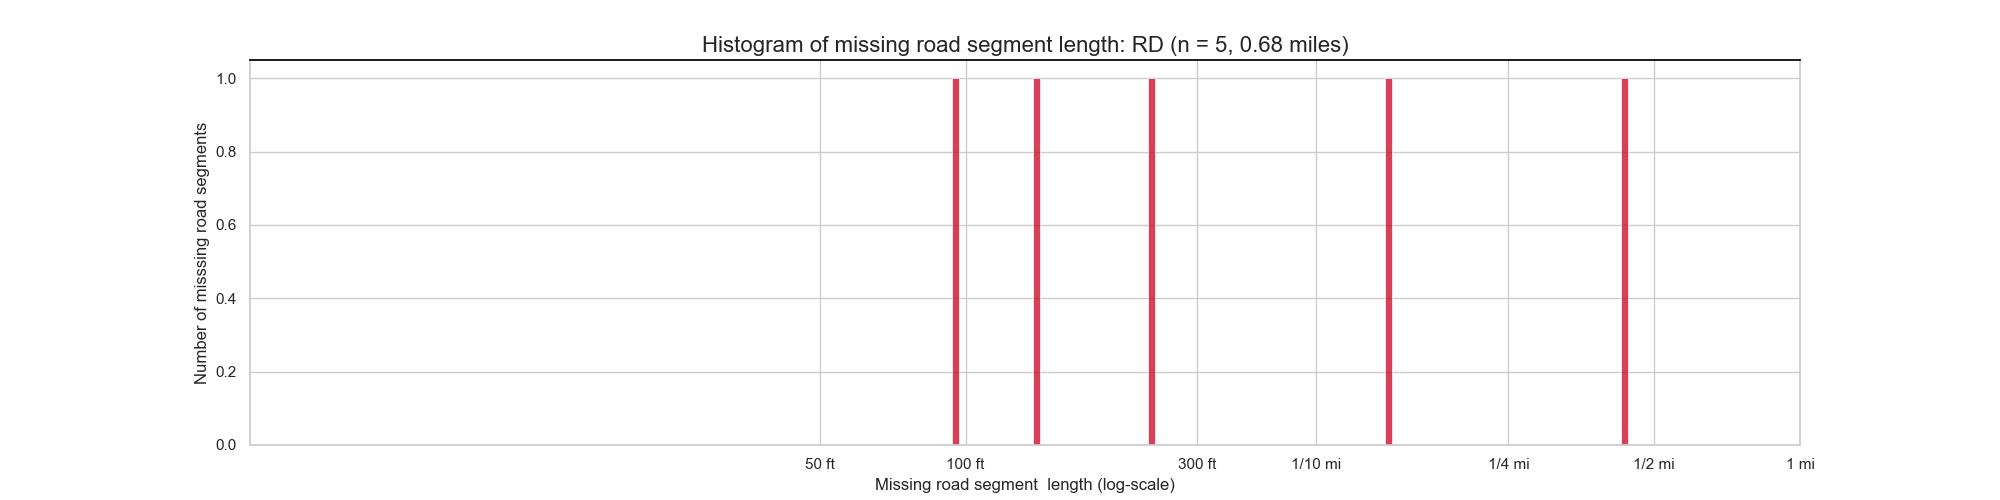 Histogram of missing road segment length: RD (n = 5, 0.68 miles)
Number of misssing road segments
1.0
0.8
0.6
0.4
0.2
0.0
50 ft 100 ft 300 ft 1/10 mi 1/4 mi 1/2 mi 1 mi
Missing road segment  length (log-scale)